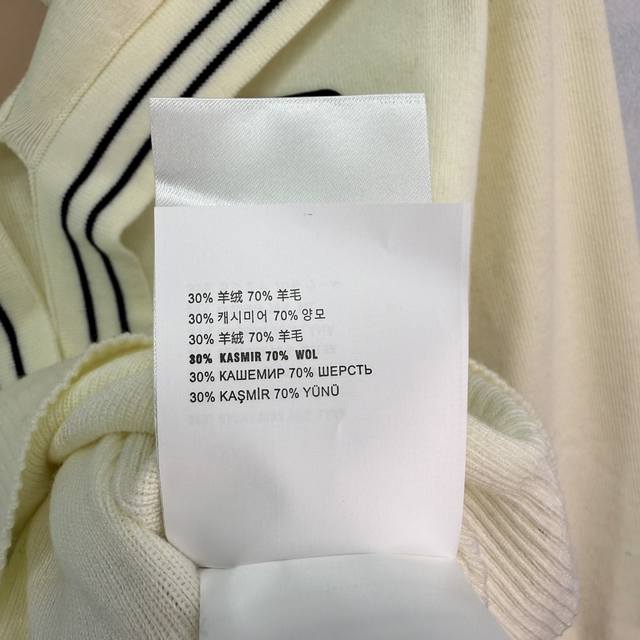 30% 羊绒 70% 羊毛
30% 캐시미어 70% 양모
30% 羊绒 70% 羊毛
30% KASMIR 70% WOL
30% КАШЕМИР 70% ШЕРСТЬ
30% KAŞMİR 70% YÜNÜ